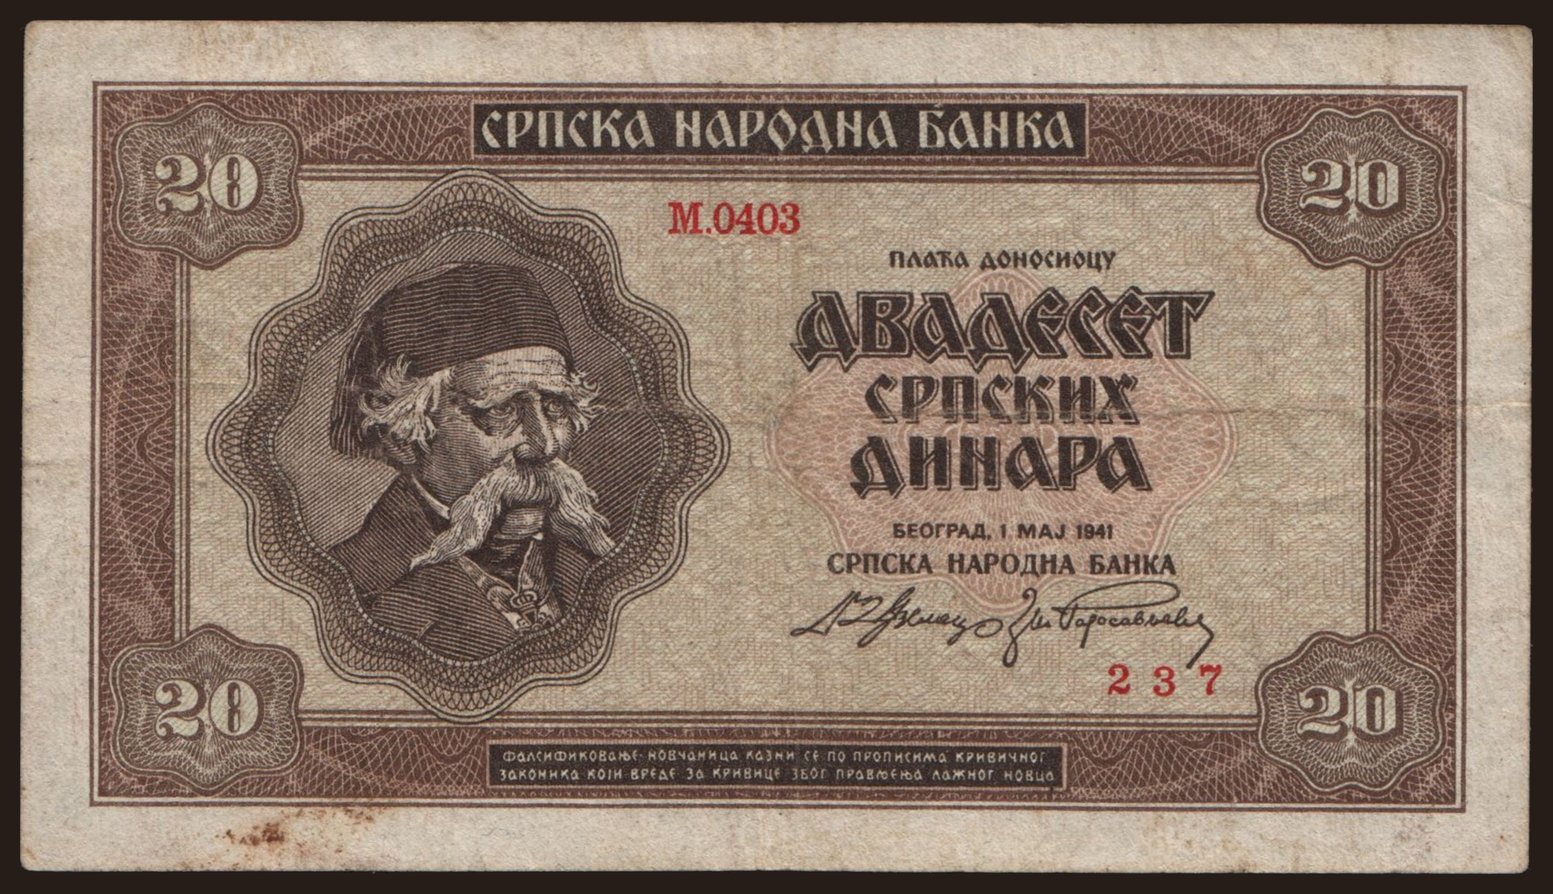 СРПСКА НАРОДНА БАНКА
20
20
М.0403
ПЛАЋА ДОНОСИОЦУ
ДВАДЕСЕТ
СРПСКИХ
ДИНАРА
БЕОГРАД, 1 МАЈ 1941
СРПСКА НАРОДНА БАНКА
237
20
20
ФАЛСИФИКОВАЊЕ НОВЧАНИЦА КАЗНИ СЕ ПО ПРОПИСИМА КРИВИЧНОГ
ЗАКОНИКА КОЈИ ВРЕДЕ ЗА КРИВИЦЕ ЗБОГ ПРАВЉЕЊА ЛАЖНОГ НОВЦА